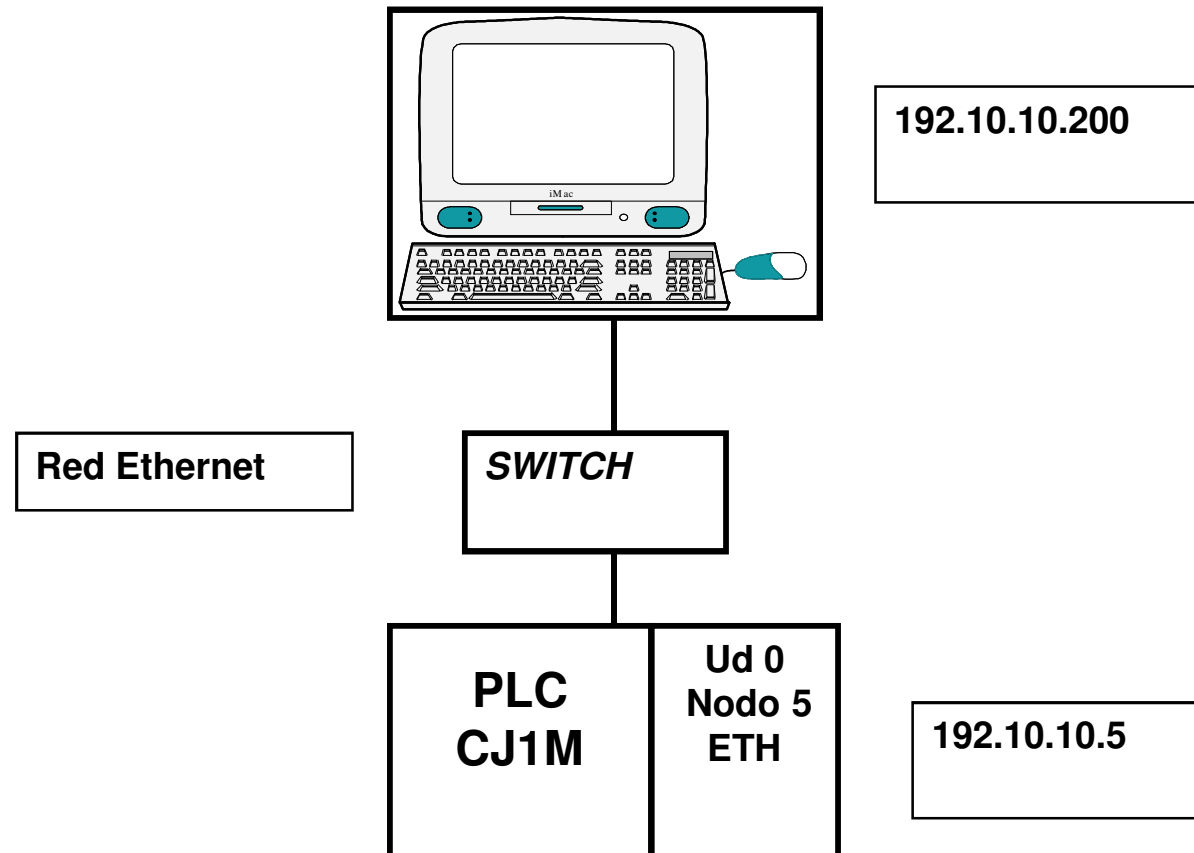 iMac
192.10.10.200
Red Ethernet
SWITCH
PLC
CJ1M
Ud 0
Nodo 5
ETH
192.10.10.5